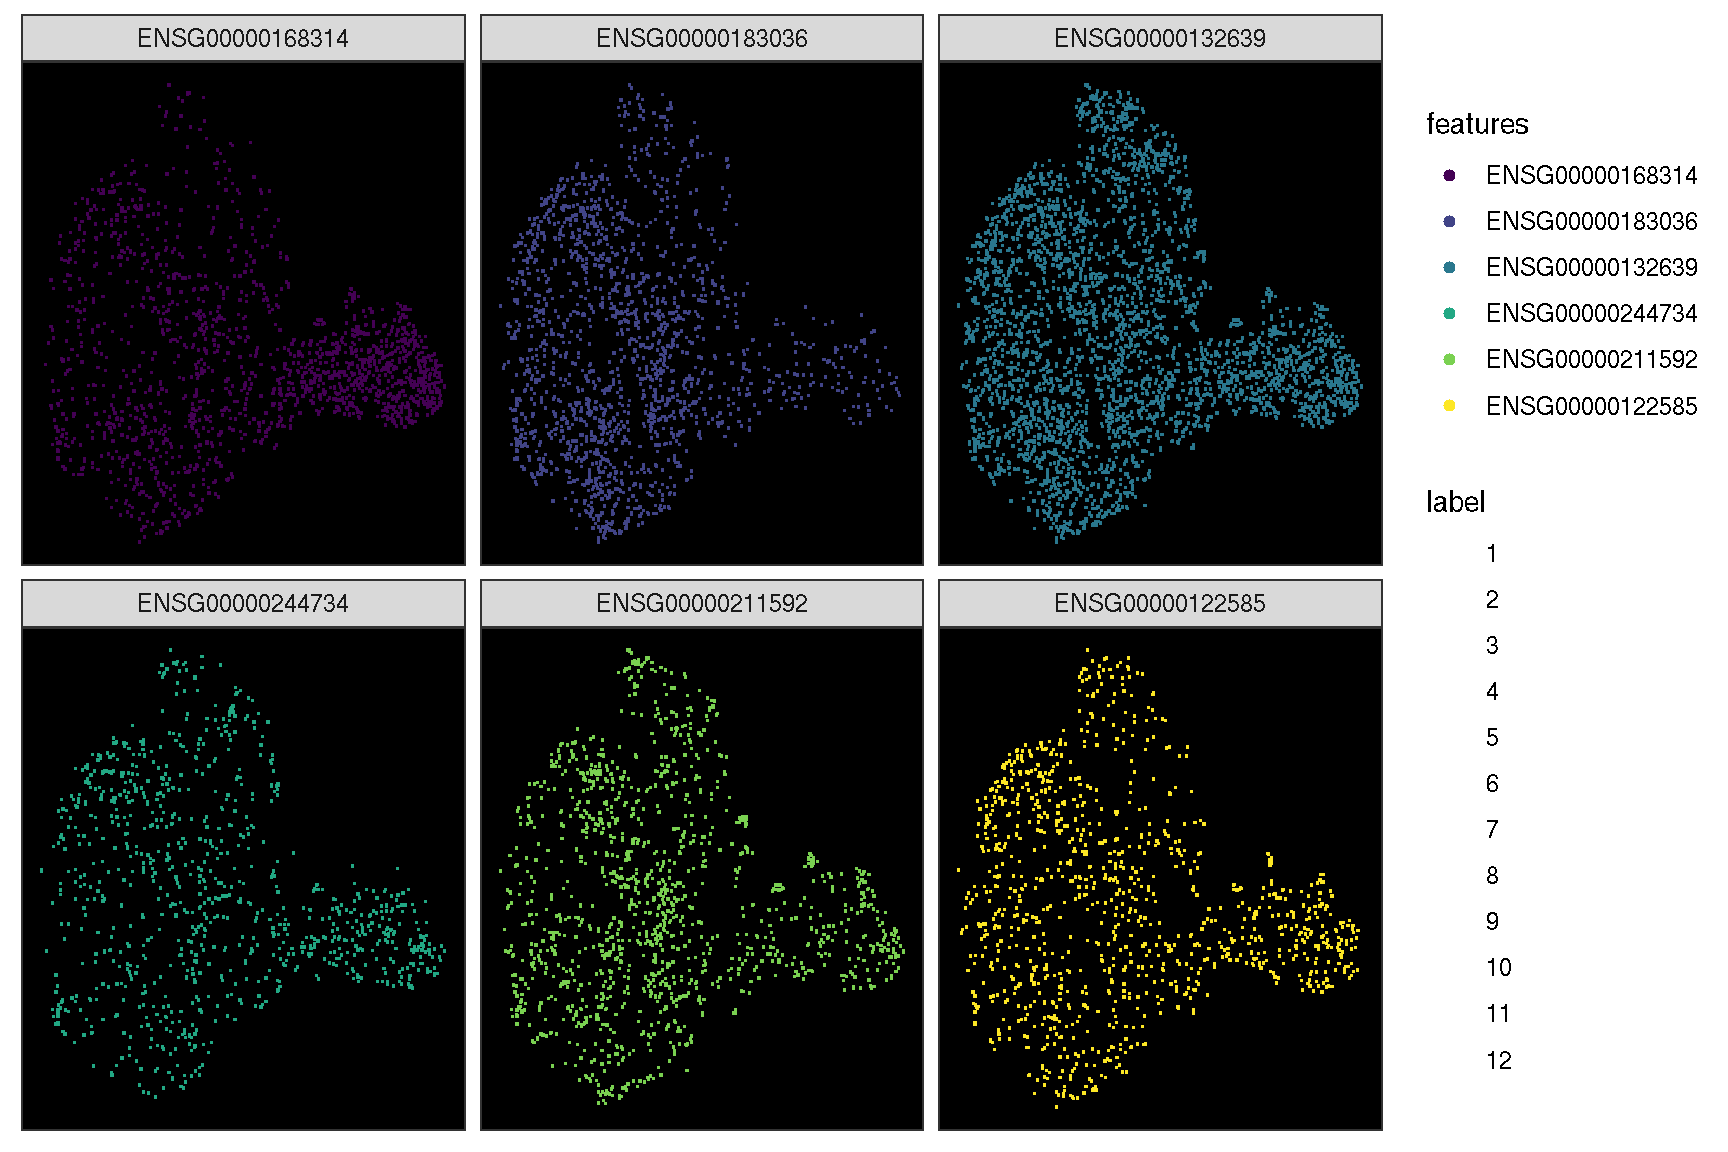 ENSG00000168314
ENSG00000183036
ENSG00000132639
ENSG00000244734
ENSG00000211592
ENSG00000122585
features
ENSG00000168314
ENSG00000183036
ENSG00000132639
ENSG00000244734
ENSG00000211592
ENSG00000122585
label
1
2
3
4
5
6
7
8
9
10
11
12